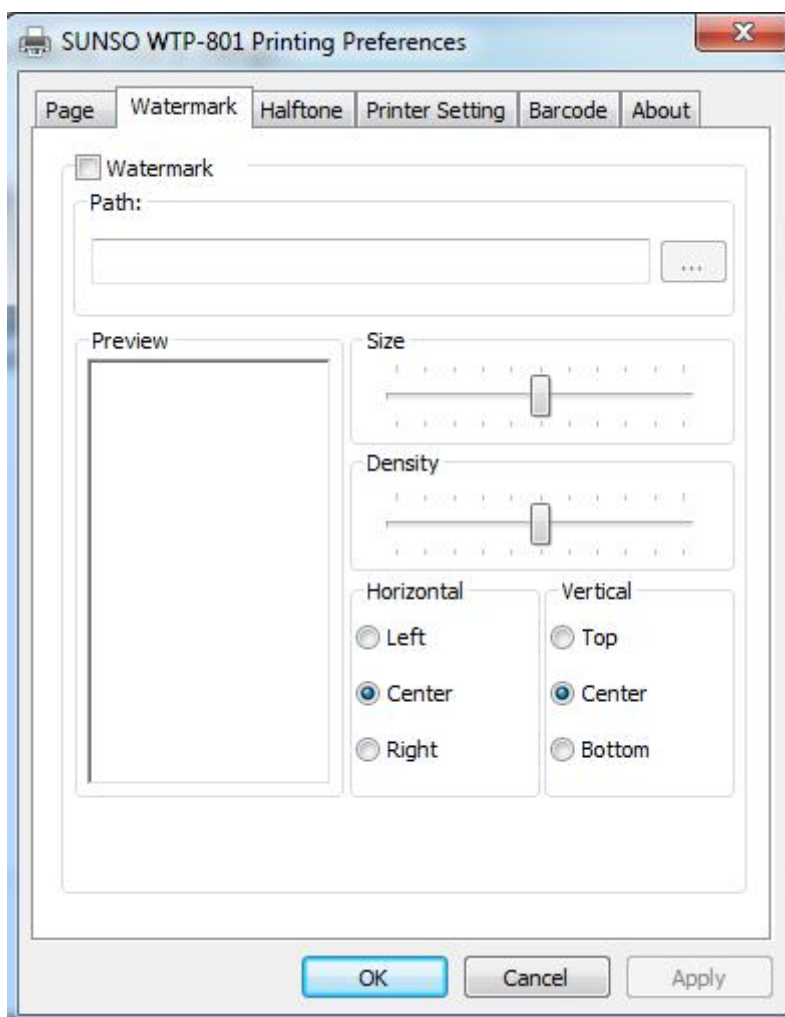 SUNSO WTP-801 Printing Preferences
Page Watermark Halftone Printer Setting Barcode About
Watermark
Path:
...
Preview
Size
Density
Horizontal
Left
Center
Right
Vertical
Top
Center
Bottom
OK Cancel Apply